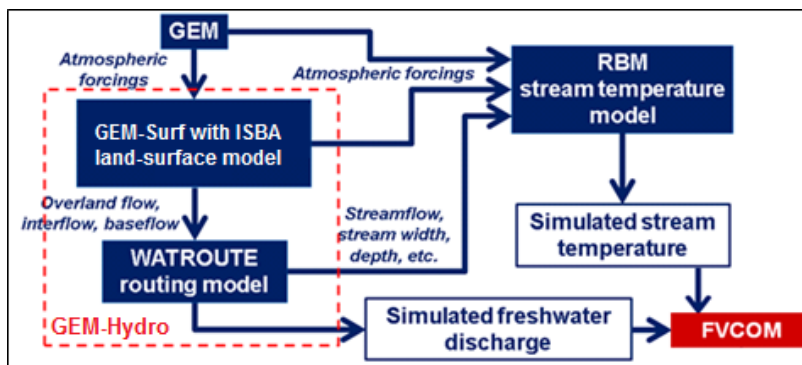 GEM
Atmospheric
forcings
Atmospheric forcings
RBM
stream temperature
model
GEM-Surf with ISBA
land-surface model
Overland flow,
interflow, baseflow
Streamflow,
stream width,
depth, etc.
Simulated stream
temperature
WATROUTE
routing model
GEM-Hydro
Simulated freshwater
discharge
FVCOM